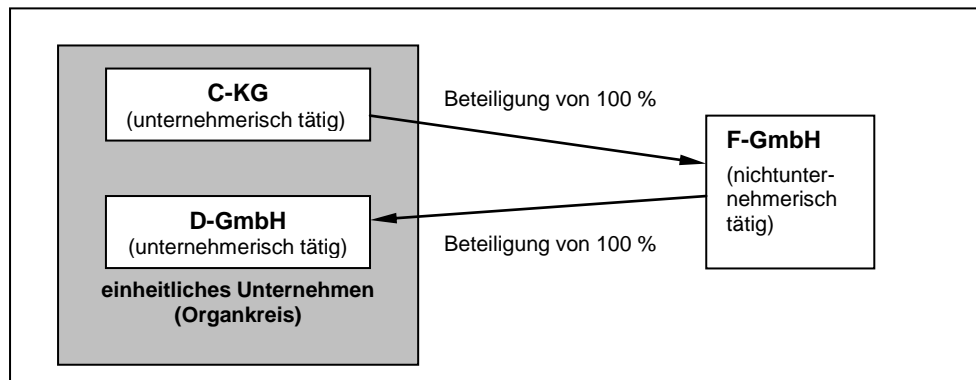 C-KG
(unternehmerisch tätig)
Beteiligung von 100 %
F-GmbH
(nichtunter-
nehmerisch
tätig)
D-GmbH
(unternehmerisch tätig)
Beteiligung von 100 %
einheitliches Unternehmen
(Organkreis)